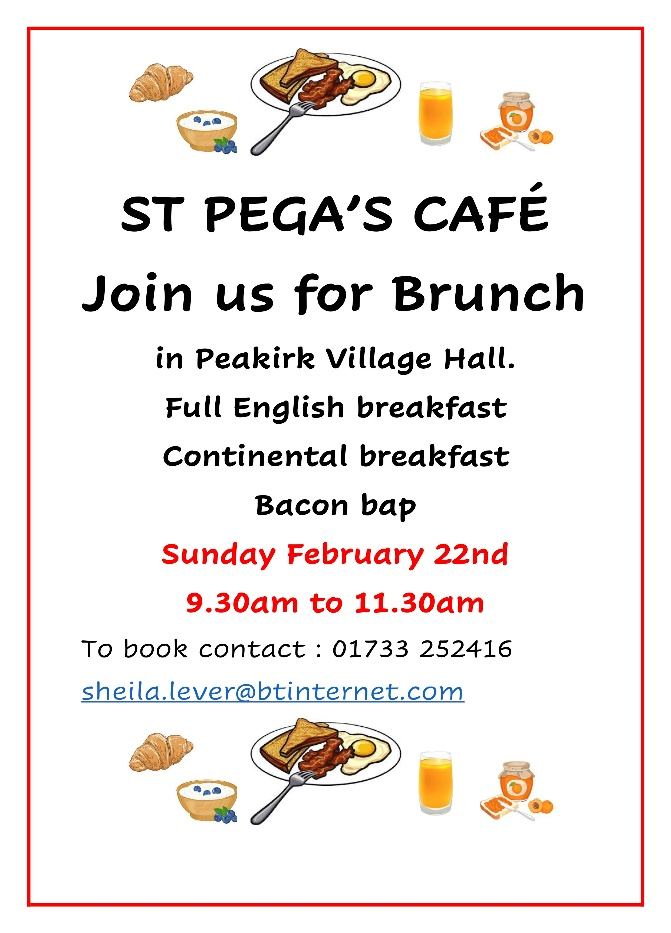 ST PEGA’S CAFÉ
Join us for Brunch
in Peakirk Village Hall.
Full English breakfast
Continental breakfast
Bacon bap
Sunday February 22nd
9.30am to 11.30am
To book contact : 01733 252416
sheila.lever@btinternet.com